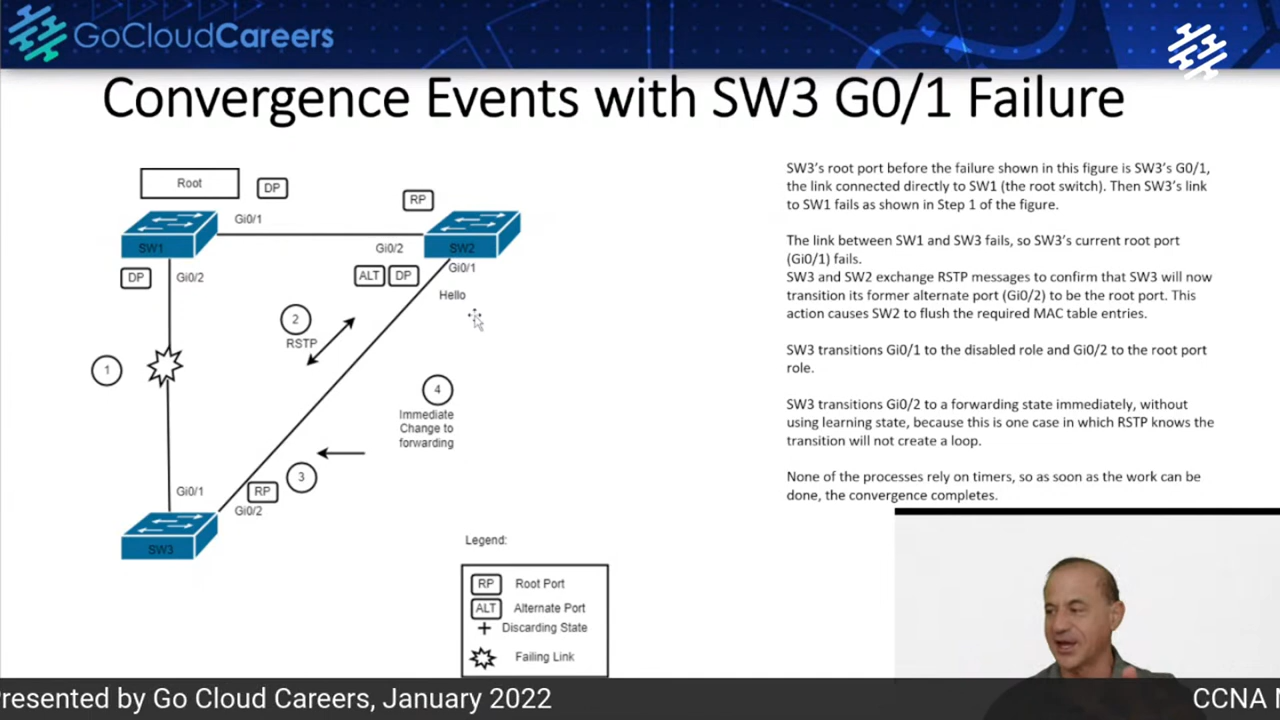 GoCloudCareers
Convergence Events with SW3 G0/1 Failure
Root
DP
RP
Gi0/1
SW1
Gi0/2
SW2
DP
Gi0/2
ALT
DP
Gi0/1
Hello
2
RSTP
1
4
Immediate
Change to
forwarding
3
Gi0/1
RP
Gi0/2
SW3
Legend:
RP Root Port
ALT Alternate Port
Discarding State
Failing Link
SW3's root port before the failure shown in this figure is SW3's G0/1,
the link connected directly to SW1 (the root switch). Then SW3's link
to SW1 fails as shown in Step 1 of the figure.
The link between SW1 and SW3 fails, so SW3's current root port
(Gi0/1) fails.
SW3 and SW2 exchange RSTP messages to confirm that SW3 will now
transition its former alternate port (Gi0/2) to be the root port. This
action causes SW2 to flush the required MAC table entries.
SW3 transitions Gi0/1 to the disabled role and Gi0/2 to the root port
role.
SW3 transitions Gi0/2 to a forwarding state immediately, without
using learning state, because this is one case in which RSTP knows the
transition will not create a loop.
None of the processes rely on timers, so as soon as the work can be
done, the convergence completes.
resented by Go Cloud Careers, January 2022
CCNA